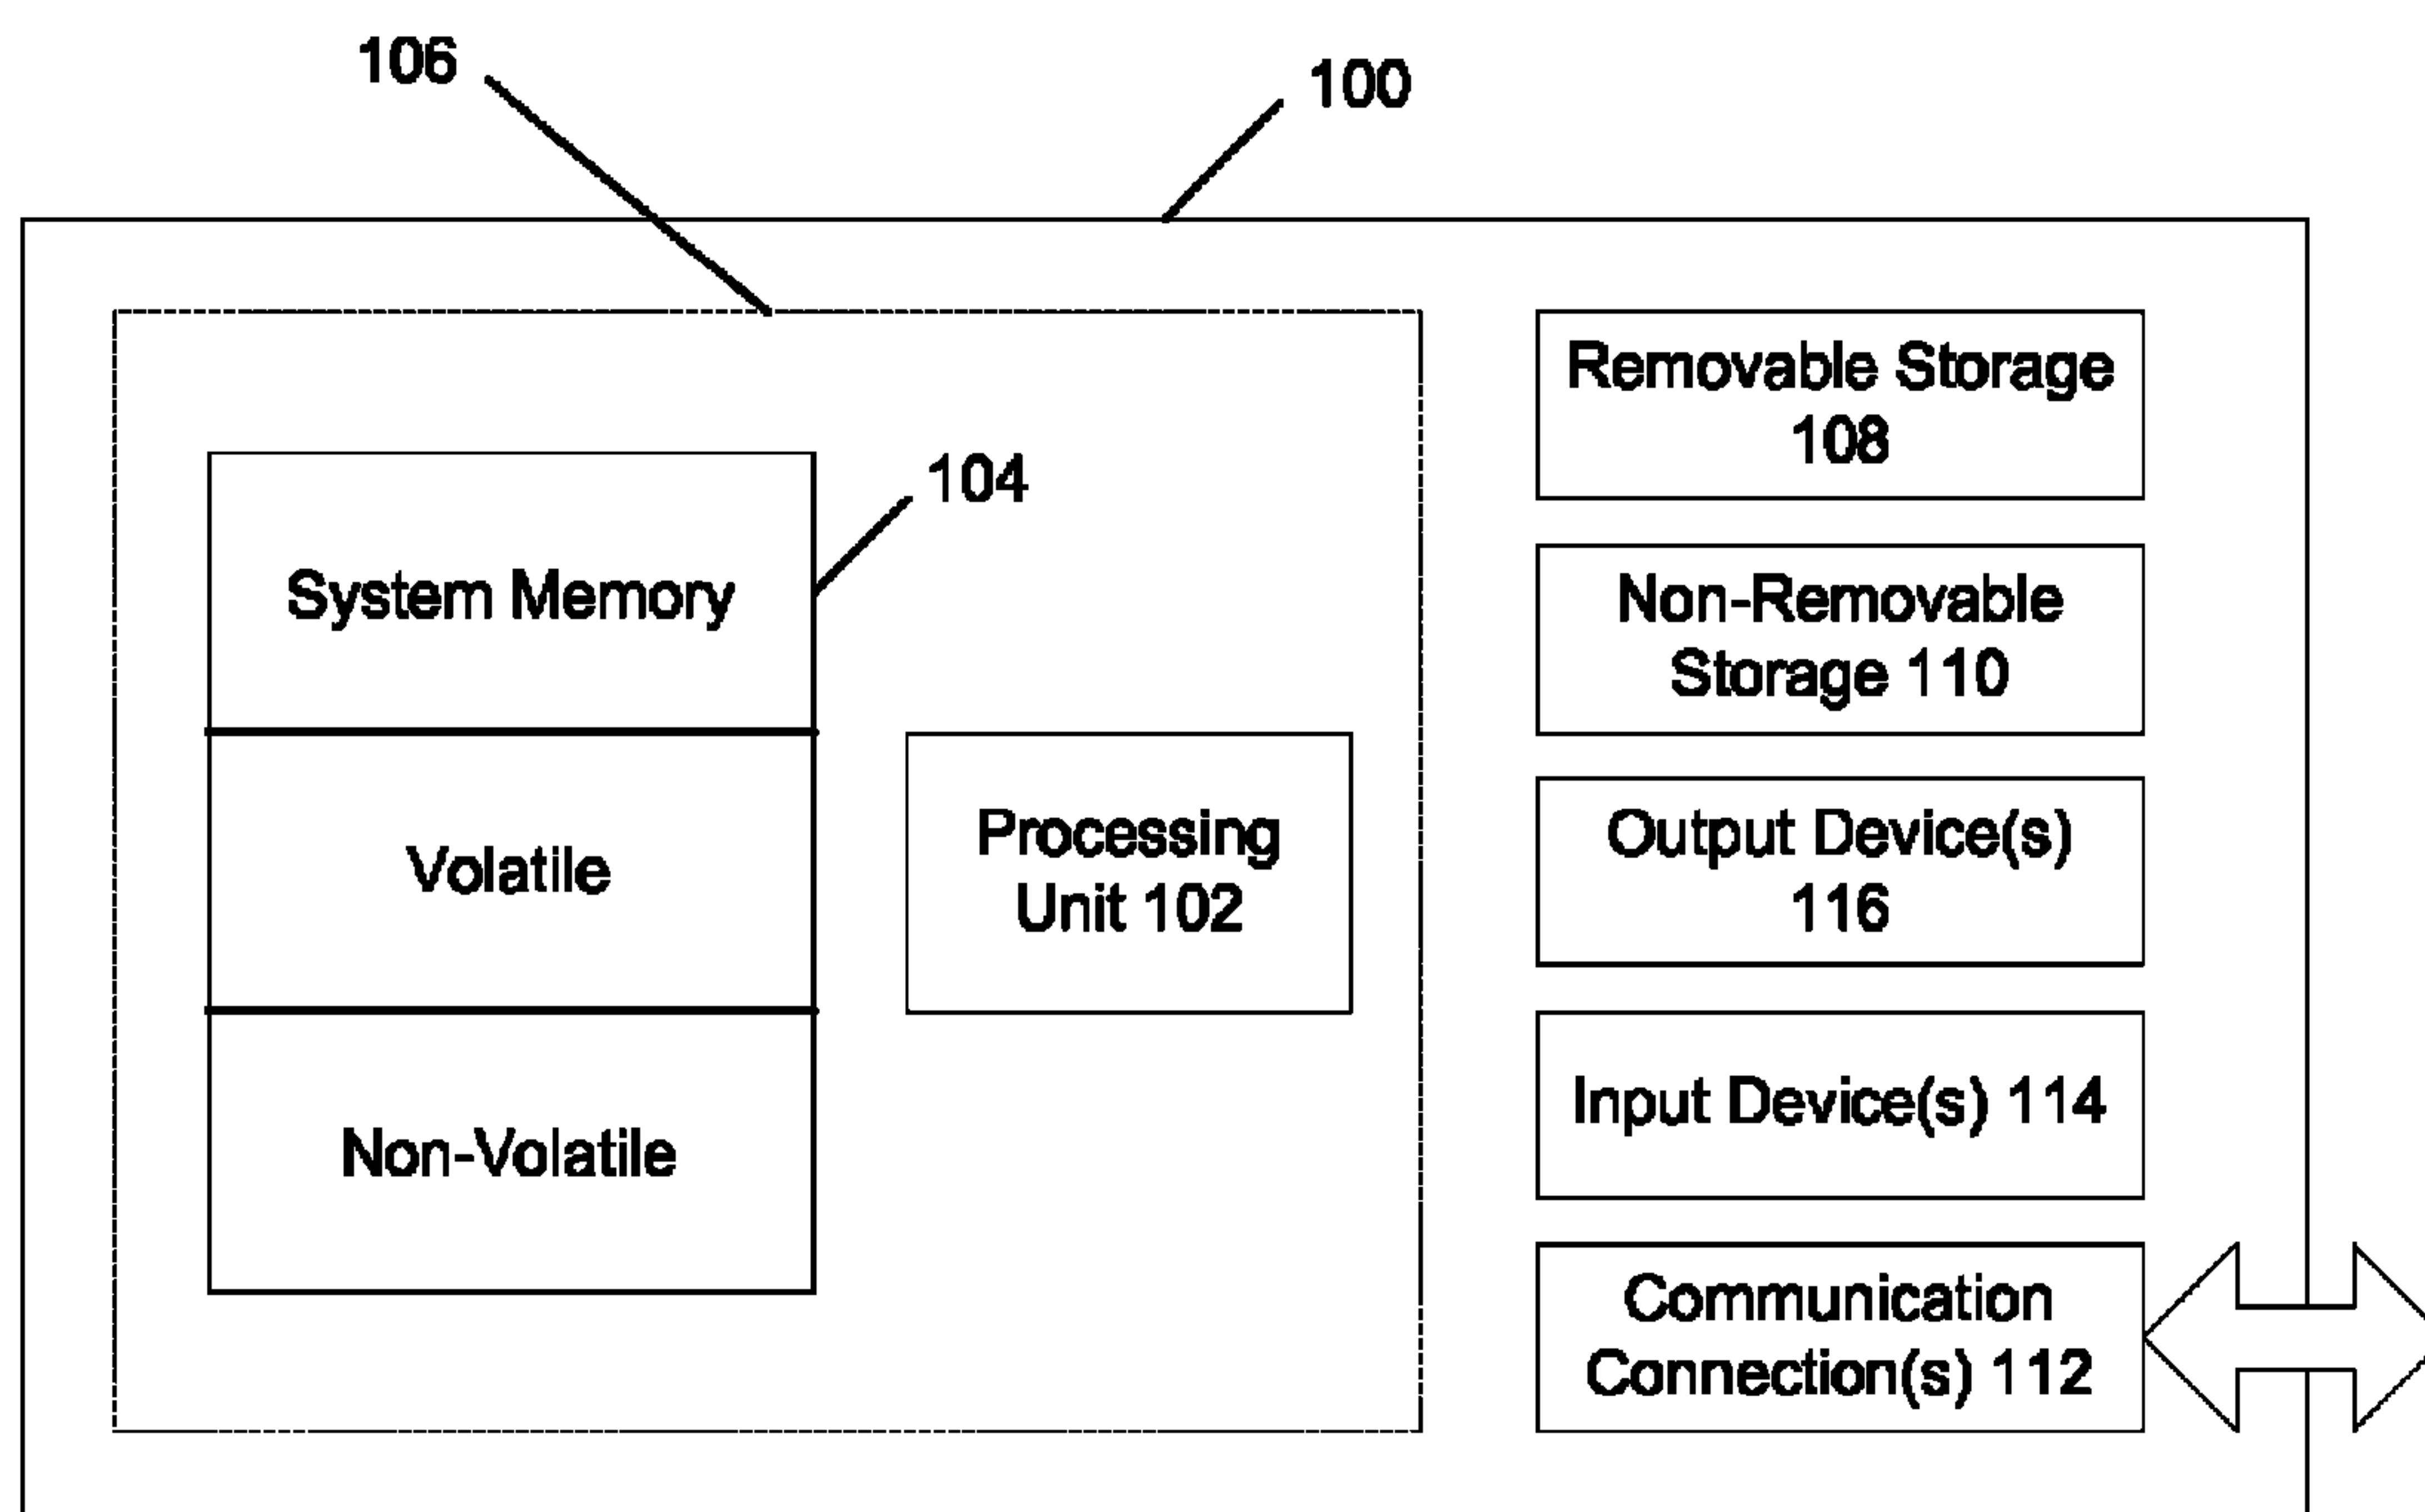 106
100
104
System Memory
Volatile
Non-Volatile
Processing
Unit 102
Removable Storage
108
Non-Removable
Storage 110
Output Device(s)
116
Input Device(s) 114
Communication
Connection(s) 112